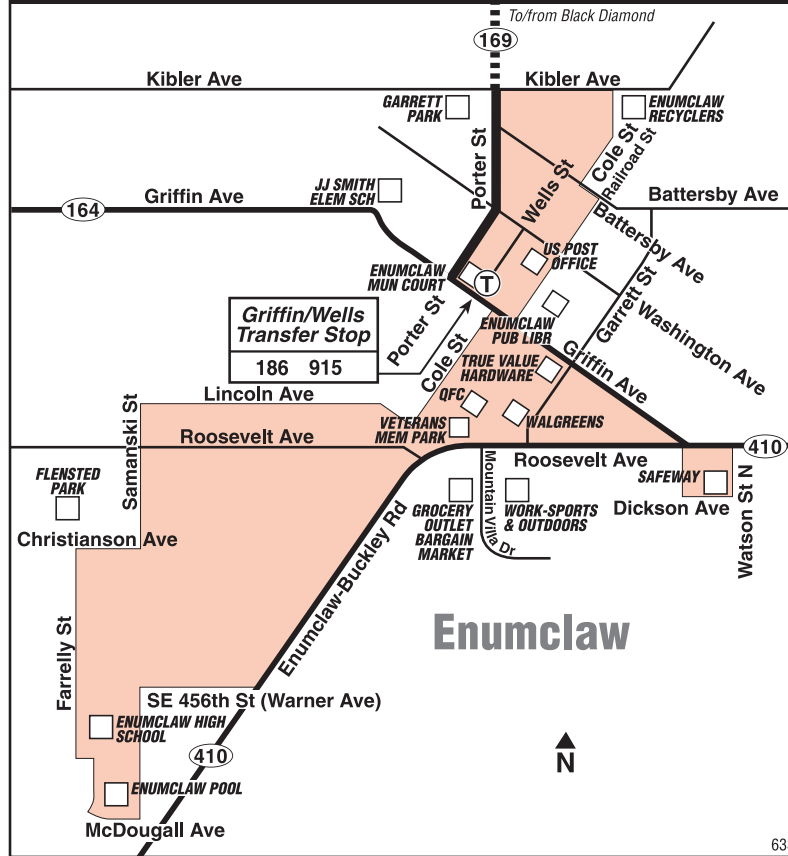 To/from Black Diamond
169
Kibler Ave
Kibler Ave
GARRETT
PARK
ENUMCLAW
RECYCLERS
Porter St
Wells St
Cole St
Railroad St
JJ SMITH
ELEM SCH
164
Griffin Ave
Battersby Ave
Battersby Ave
US POST
OFFICE
ENUMCLAW
MUN COURT
T
Garrett St
Washington Ave
Griffin/Wells
Transfer Stop
186 915
Porter St
Cole St
ENUMCLAW
PUB LIBR
Griffin Ave
TRUE VALUE
HARDWARE
QFC
WALGREENS
Lincoln Ave
VETERANS
MEM PARK
Samanski St
Roosevelt Ave
410
Roosevelt Ave
FLENSTED
PARK
SAFEWAY
Dickson Ave
Watson St N
Mountain Villa Dr
GROCERY
OUTLET
BARGAIN
MARKET
WORK-SPORTS
& OUTDOORS
Christianson Ave
Enumclaw-Buckley Rd
Farrelly St
Enumclaw
SE 456th St (Warner Ave)
ENUMCLAW HIGH
SCHOOL
410
N
ENUMCLAW POOL
McDougall Ave